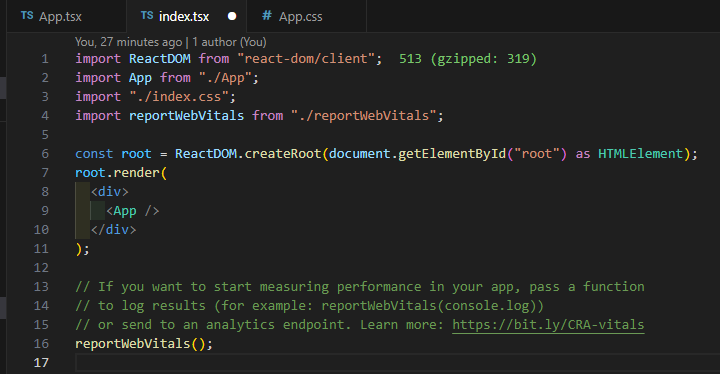 TS App.tsx TS index.tsx # App.css
You, 27 minutes ago | 1 author (You)
1 import ReactDOM from "react-dom/client"; 513 (gzipped: 319)
2 import App from "./App";
3 import "./index.css";
4 import reportWebVitals from "./reportWebVitals";
5
6 const root = ReactDOM.createRoot(document.getElementById("root") as HTMLElement);
7 root.render(
8 <div>
9 <App />
10 </div>
11 );
12
13 // If you want to start measuring performance in your app, pass a function
14 // to log results (for example: reportWebVitals(console.log))
15 // or send to an analytics endpoint. Learn more: https://bit.ly/CRA-vitals
16 reportWebVitals();
17